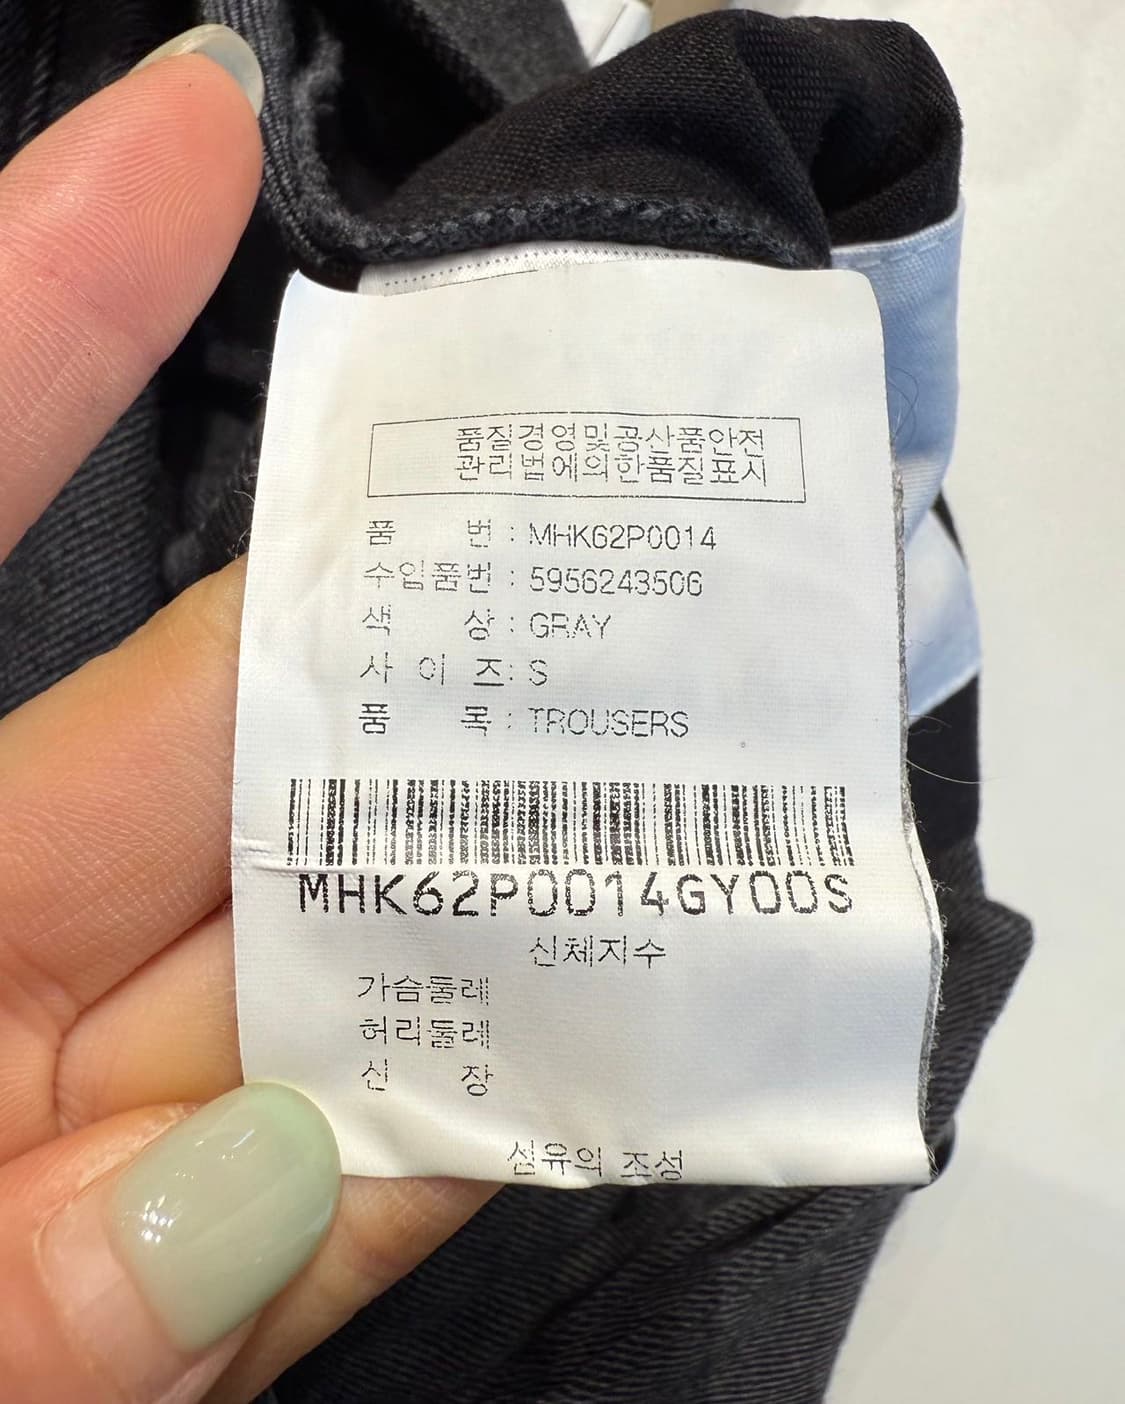 품질경영및공산품안전
관리법에의한품질표시
품 번 : MHK62P0014
수입품번 : 5956243506
색 상 : GRAY
사 이 즈: S
품 목 : TROUSERS
MHK62P0014GY00S
신체지수
가슴둘레
허리둘레
신 장
섬유의 조성